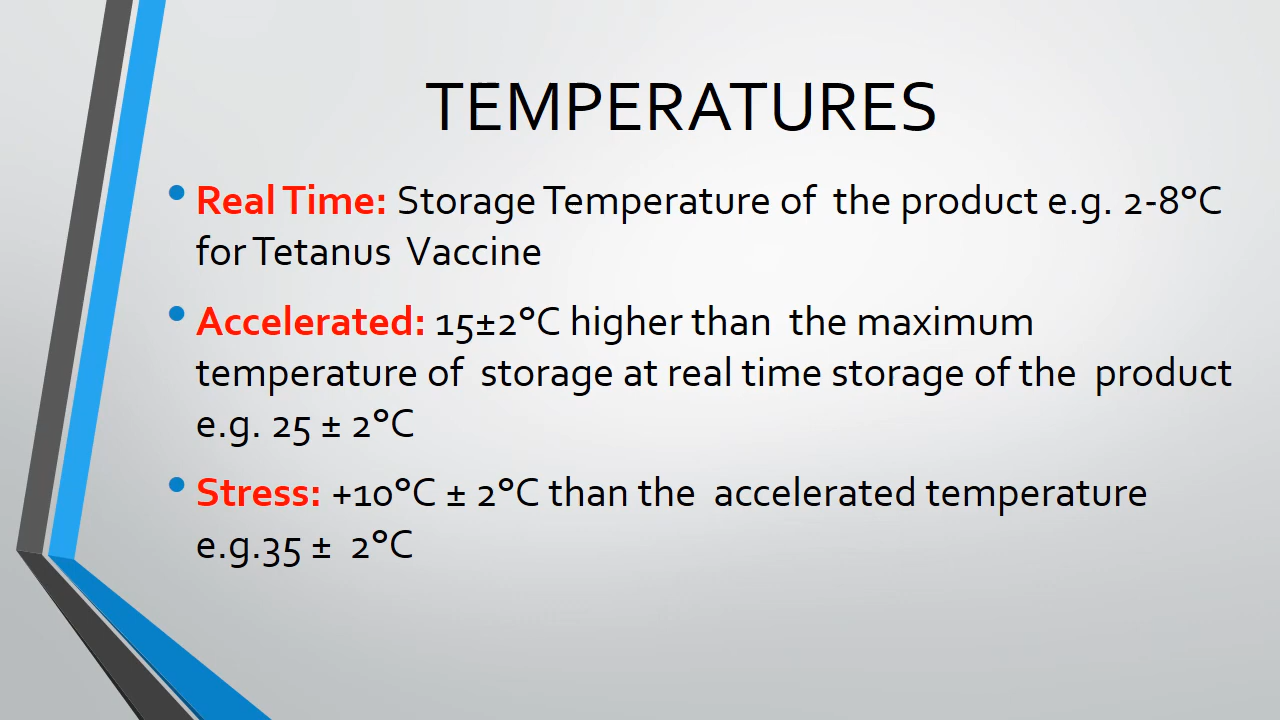 TEMPERATURES
• Real Time: Storage Temperature of the product e.g. 2-8°C
for Tetanus Vaccine
• Accelerated: 15±2°C higher than the maximum
temperature of storage at real time storage of the product
e.g. 25 ± 2°C
• Stress: +10°C ± 2°C than the accelerated temperature
e.g.35 ± 2°C